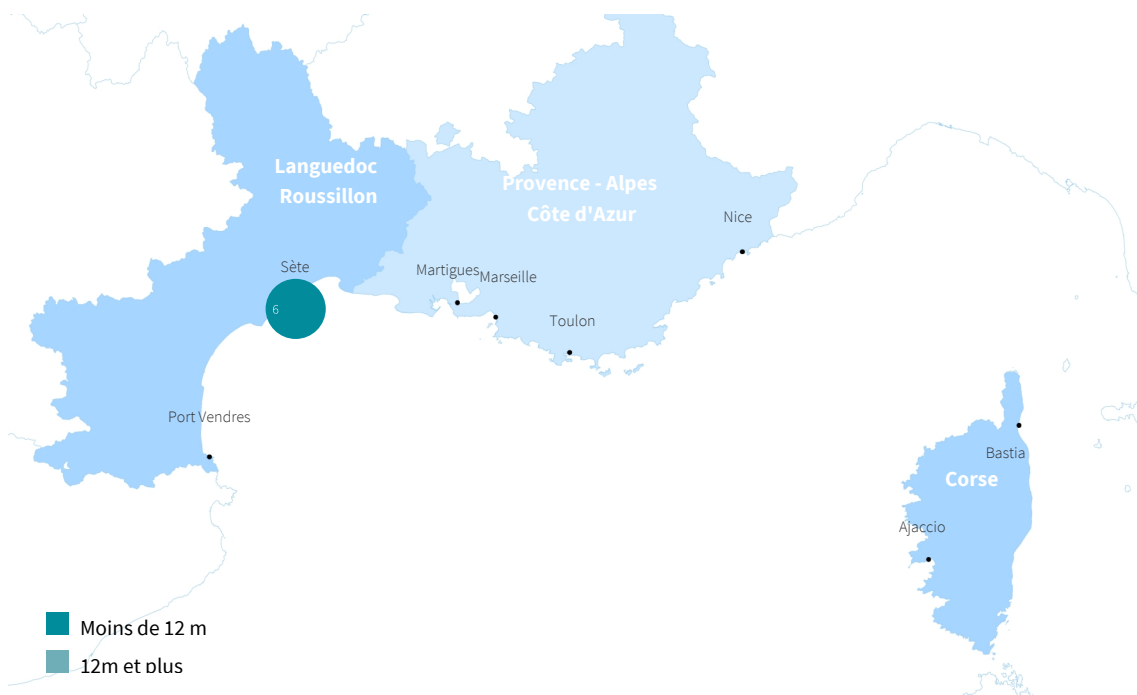 Languedoc
Roussillon
Provence - Alpes
Côte d'Azur
Nice
Sète
Martigues
Marseille
6
Toulon
Port Vendres
Bastia
Corse
Ajaccio
Moins de 12 m
12m et plus